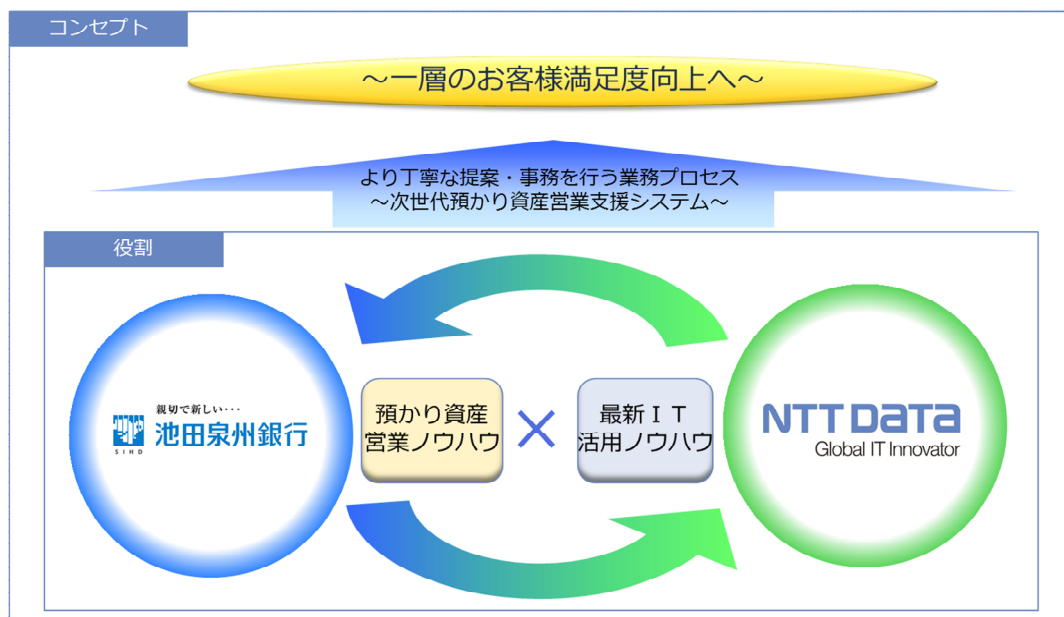 コンセプト
～一層のお客様満足度向上へ～
より丁寧な提案・事務を行う業務プロセス
～次世代預かり資産営業支援システム～
役割
親切で新しい･･･
池田泉州銀行
SIHD
預かり資産
営業ノウハウ
×
最新ＩＴ
活用ノウハウ
NTT DATA
Global IT Innovator